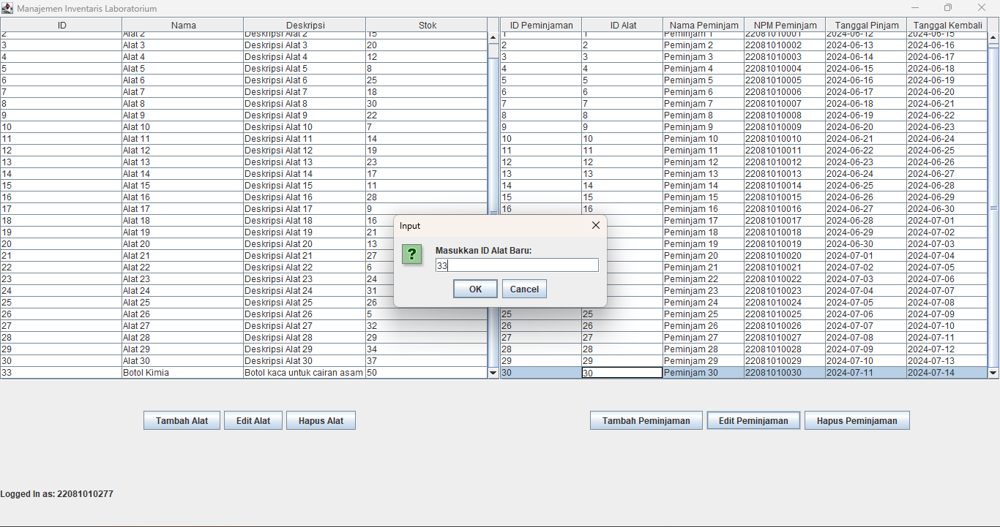 Manajemen Inventaris Laboratorium
ID Nama Deskripsi Stok ID Peminjaman ID Alat Nama Peminjam NPM Peminjam Tanggal Pinjam Tanggal Kembali
2 Alat 2 Deskripsi Alat 2 15 1 1 Peminjam 1 22081010001 2024-06-12 2024-06-15
3 Alat 3 Deskripsi Alat 3 20 2 2 Peminjam 2 22081010002 2024-06-13 2024-06-16
4 Alat 4 Deskripsi Alat 4 12 3 3 Peminjam 3 22081010003 2024-06-14 2024-06-17
5 Alat 5 Deskripsi Alat 5 8 4 4 Peminjam 4 22081010004 2024-06-15 2024-06-18
6 Alat 6 Deskripsi Alat 6 25 5 5 Peminjam 5 22081010005 2024-06-16 2024-06-19
7 Alat 7 Deskripsi Alat 7 18 6 6 Peminjam 6 22081010006 2024-06-17 2024-06-20
8 Alat 8 Deskripsi Alat 8 30 7 7 Peminjam 7 22081010007 2024-06-18 2024-06-21
9 Alat 9 Deskripsi Alat 9 22 8 8 Peminjam 8 22081010008 2024-06-19 2024-06-22
10 Alat 10 Deskripsi Alat 10 7 9 9 Peminjam 9 22081010009 2024-06-20 2024-06-23
11 Alat 11 Deskripsi Alat 11 14 10 10 Peminjam 10 22081010010 2024-06-21 2024-06-24
12 Alat 12 Deskripsi Alat 12 19 11 11 Peminjam 11 22081010011 2024-06-22 2024-06-25
13 Alat 13 Deskripsi Alat 13 23 12 12 Peminjam 12 22081010012 2024-06-23 2024-06-26
14 Alat 14 Deskripsi Alat 14 17 13 13 Peminjam 13 22081010013 2024-06-24 2024-06-27
15 Alat 15 Deskripsi Alat 15 11 14 14 Peminjam 14 22081010014 2024-06-25 2024-06-28
16 Alat 16 Deskripsi Alat 16 28 15 15 Peminjam 15 22081010015 2024-06-26 2024-06-29
17 Alat 17 Deskripsi Alat 17 9 16 16 Peminjam 16 22081010016 2024-06-27 2024-06-30
18 Alat 18 Deskripsi Alat 18 16 Peminjam 17 22081010017 2024-06-28 2024-07-01
19 Alat 19 Deskripsi Alat 19 21 Peminjam 18 22081010018 2024-06-29 2024-07-02
20 Alat 20 Deskripsi Alat 20 13 Peminjam 19 22081010019 2024-06-30 2024-07-03
21 Alat 21 Deskripsi Alat 21 27 Peminjam 20 22081010020 2024-07-01 2024-07-04
22 Alat 22 Deskripsi Alat 22 6 Peminjam 21 22081010021 2024-07-02 2024-07-05
23 Alat 23 Deskripsi Alat 23 24 Peminjam 22 22081010022 2024-07-03 2024-07-06
24 Alat 24 Deskripsi Alat 24 31 Peminjam 23 22081010023 2024-07-04 2024-07-07
25 Alat 25 Deskripsi Alat 25 26 Peminjam 24 22081010024 2024-07-05 2024-07-08
26 Alat 26 Deskripsi Alat 26 5 25 25 Peminjam 25 22081010025 2024-07-06 2024-07-09
27 Alat 27 Deskripsi Alat 27 32 26 26 Peminjam 26 22081010026 2024-07-07 2024-07-10
28 Alat 28 Deskripsi Alat 28 29 27 27 Peminjam 27 22081010027 2024-07-08 2024-07-11
29 Alat 29 Deskripsi Alat 29 34 28 28 Peminjam 28 22081010028 2024-07-09 2024-07-12
30 Alat 30 Deskripsi Alat 30 37 29 29 Peminjam 29 22081010029 2024-07-10 2024-07-13
33 Botol Kimia Botol kaca untuk cairan asam 50 30 30 Peminjam 30 22081010030 2024-07-11 2024-07-14
Input
?
Masukkan ID Alat Baru:
33
OK Cancel
Tambah Alat Edit Alat Hapus Alat Tambah Peminjaman Edit Peminjaman Hapus Peminjaman
Logged In as: 22081010277